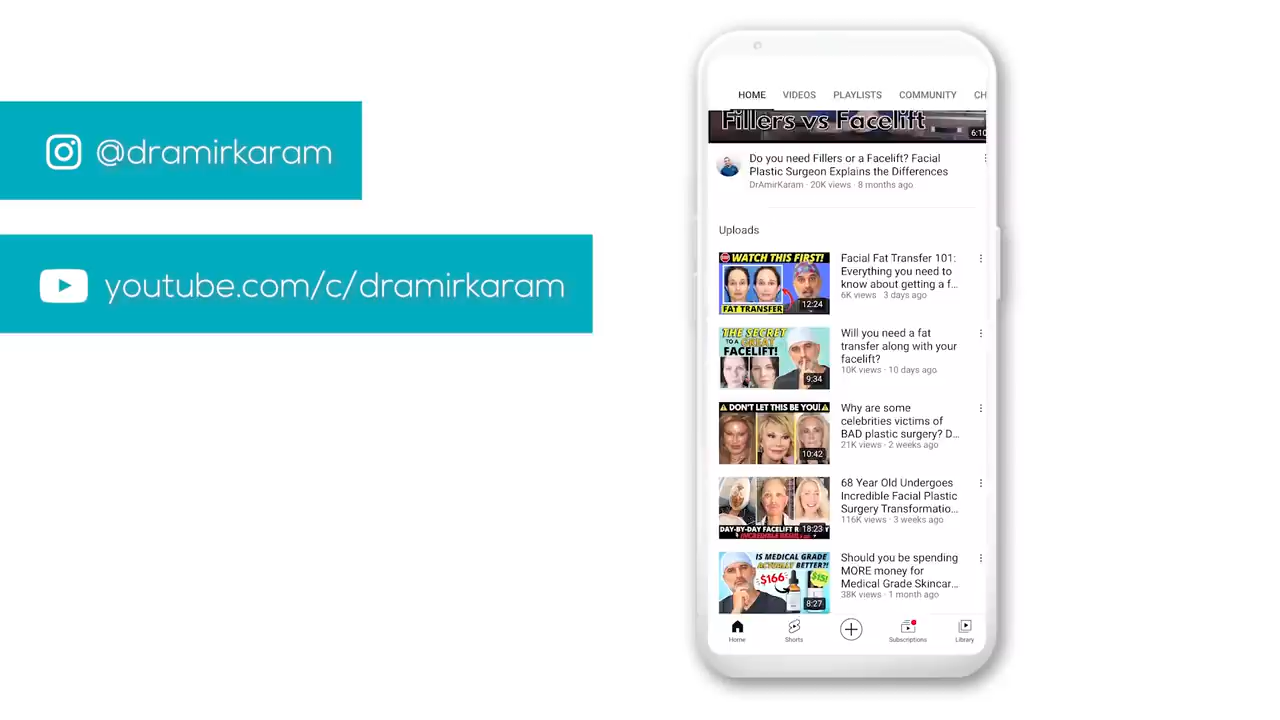 @dramirkaram
youtube.com/c/dramirkaram
HOME VIDEOS PLAYLISTS COMMUNITY CH
Fillers vs Facelift
6:10
Do you need Fillers or a Facelift? Facial
Plastic Surgeon Explains the Differences
DrAmirKaram · 20K views · 8 months ago
Uploads
WATCH THIS FIRST!
FAT TRANSFER
12:24
Facial Fat Transfer 101:
Everything you need to
know about getting a f...
6K views · 3 days ago
THE SECRET
TO A GREAT
FACELIFT!
9:34
Will you need a fat
transfer along with your
facelift?
10K views · 10 days ago
DON'T LET THIS BE YOU!
10:42
Why are some
celebrities victims of
BAD plastic surgery? D...
21K views · 2 weeks ago
DAY-BY-DAY FACELIFT R
18:23
68 Year Old Undergoes
Incredible Facial Plastic
Surgery Transformatio...
116K views · 3 weeks ago
IS MEDICAL GRADE
ACTUALLY BETTER?!
$166
$15!
8:27
Should you be spending
MORE money for
Medical Grade Skincar...
38K views · 1 month ago
Home Shorts Subscriptions Library